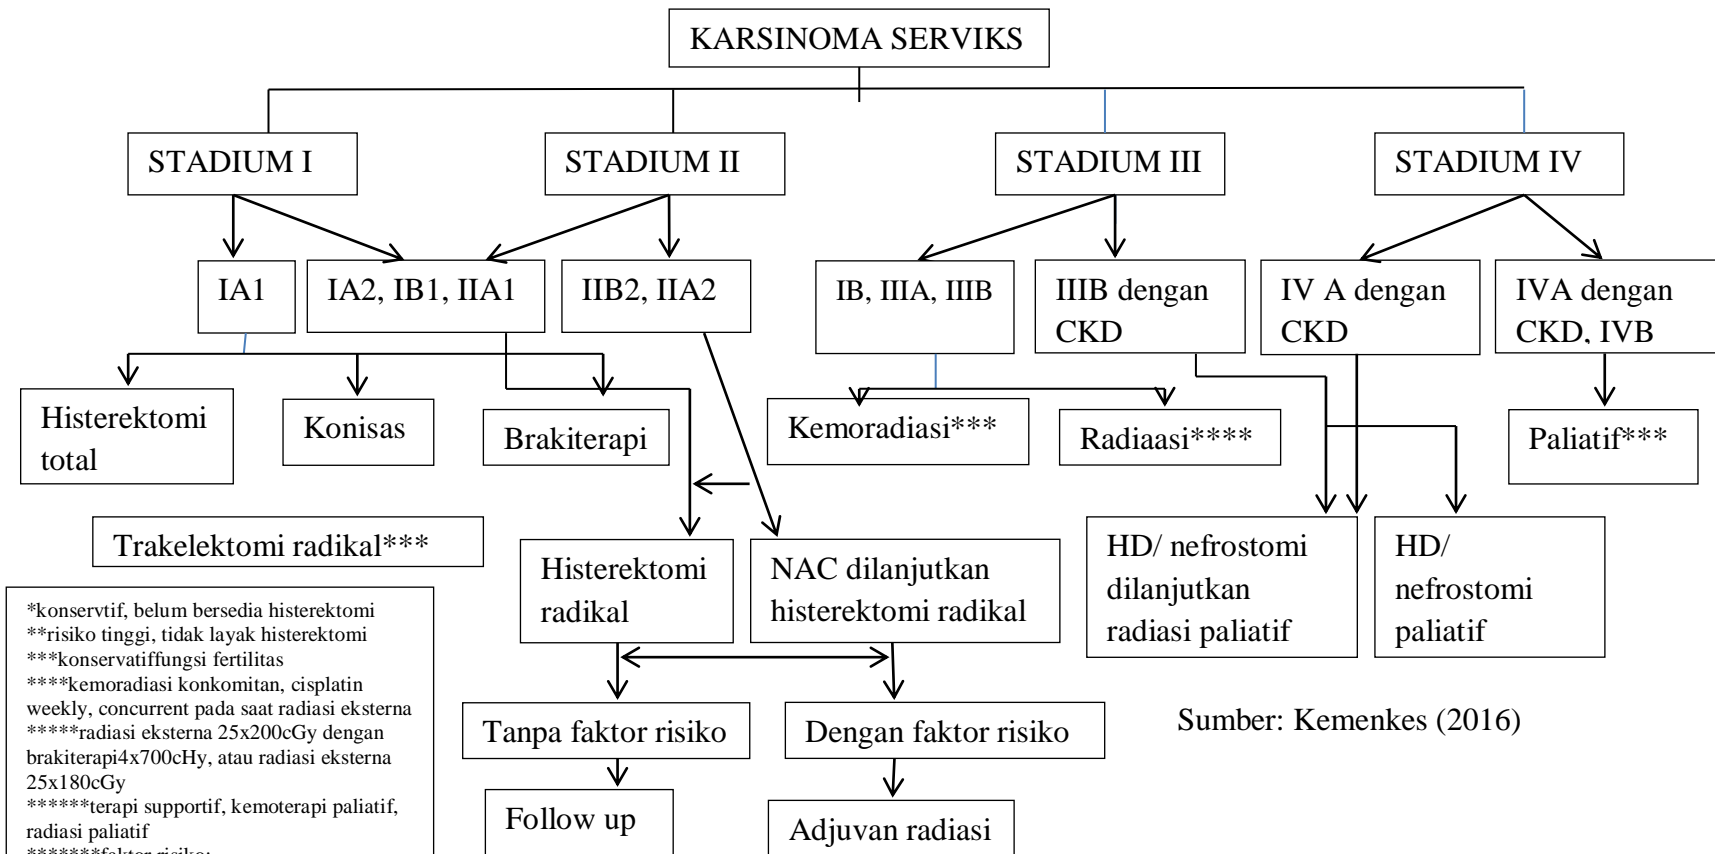 KARSINOMA SERVIKS
STADIUM I
STADIUM II
STADIUM III
STADIUM IV
IA1
IA2, IB1, IIA1
IIB2, IIA2
IB, IIIA, IIIB
IIIB dengan
CKD
IV A dengan
CKD
IVA dengan
CKD, IVB
Histerektomi
total
Konisas
Brakiterapi
Kemoradiasi***
Radiaasi****
Paliatif***
Trakelektomi radikal***
Histerektomi
radikal
NAC dilanjutkan
histerektomi radikal
HD/ nefrostomi
dilanjutkan
radiasi paliatif
HD/
nefrostomi
paliatif
*konservtif, belum bersedia histerektomi
**risiko tinggi, tidak layak histerektomi
***konservatiffungsi fertilitas
****kemoradiasi konkomitan, cisplatin
weekly, concurrent pada saat radiasi eksterna
*****radiasi eksterna 25x200cGy dengan
brakiterapi4x700cHy, atau radiasi eksterna
25x180cGy
******terapi supportif, kemoterapi paliatif,
radiasi paliatif
*******faktor risiko:
Tanpa faktor risiko
Dengan faktor risiko
Sumber: Kemenkes (2016)
Follow up
Adjuvan radiasi